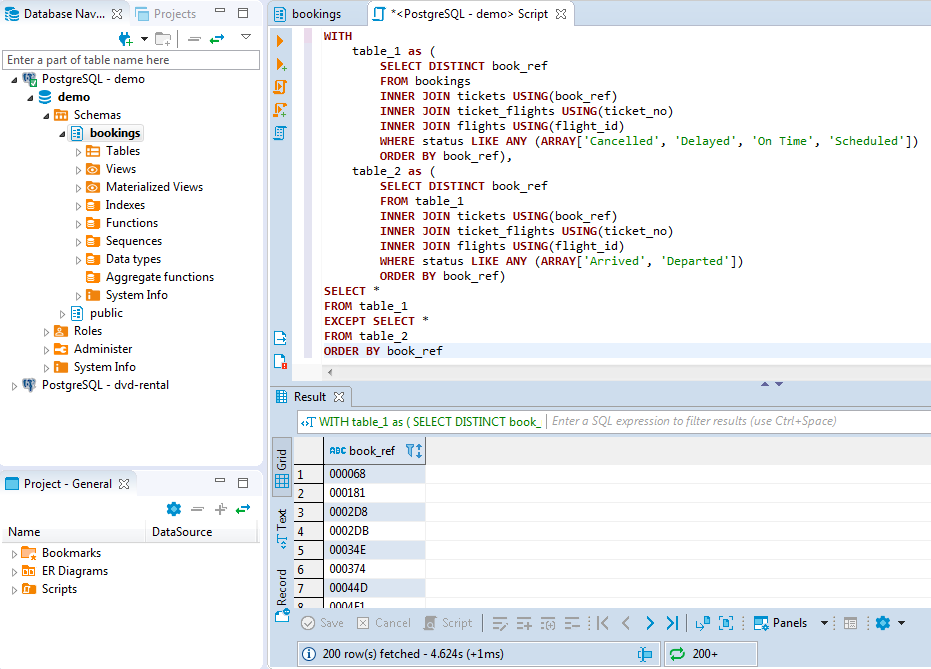 Database Nav...
Projects
Enter a part of table name here
PostgreSQL - demo
demo
Schemas
bookings
Tables
Views
Materialized Views
Indexes
Functions
Sequences
Data types
Aggregate functions
System Info
public
Roles
Administer
System Info
PostgreSQL - dvd-rental
Project - General
Name DataSource
Bookmarks
ER Diagrams
Scripts
bookings
*<PostgreSQL - demo> Script
WITH
table_1 as (
SELECT DISTINCT book_ref
FROM bookings
INNER JOIN tickets USING(book_ref)
INNER JOIN ticket_flights USING(ticket_no)
INNER JOIN flights USING(flight_id)
WHERE status LIKE ANY (ARRAY['Cancelled', 'Delayed', 'On Time', 'Scheduled'])
ORDER BY book_ref),
table_2 as (
SELECT DISTINCT book_ref
FROM table_1
INNER JOIN tickets USING(book_ref)
INNER JOIN ticket_flights USING(ticket_no)
INNER JOIN flights USING(flight_id)
WHERE status LIKE ANY (ARRAY['Arrived', 'Departed'])
ORDER BY book_ref)
SELECT *
FROM table_1
EXCEPT SELECT *
FROM table_2
ORDER BY book_ref
Result
WITH table_1 as ( SELECT DISTINCT book_
Enter a SQL expression to filter results (use Ctrl+Space)
Grid
Text
Record
ABC book_ref
1 000068
2 000181
3 0002D8
4 0002DB
5 00034E
6 000374
7 00044D
8 0004E1
Save Cancel Script Panels
200 row(s) fetched - 4.624s (+1ms)
200+